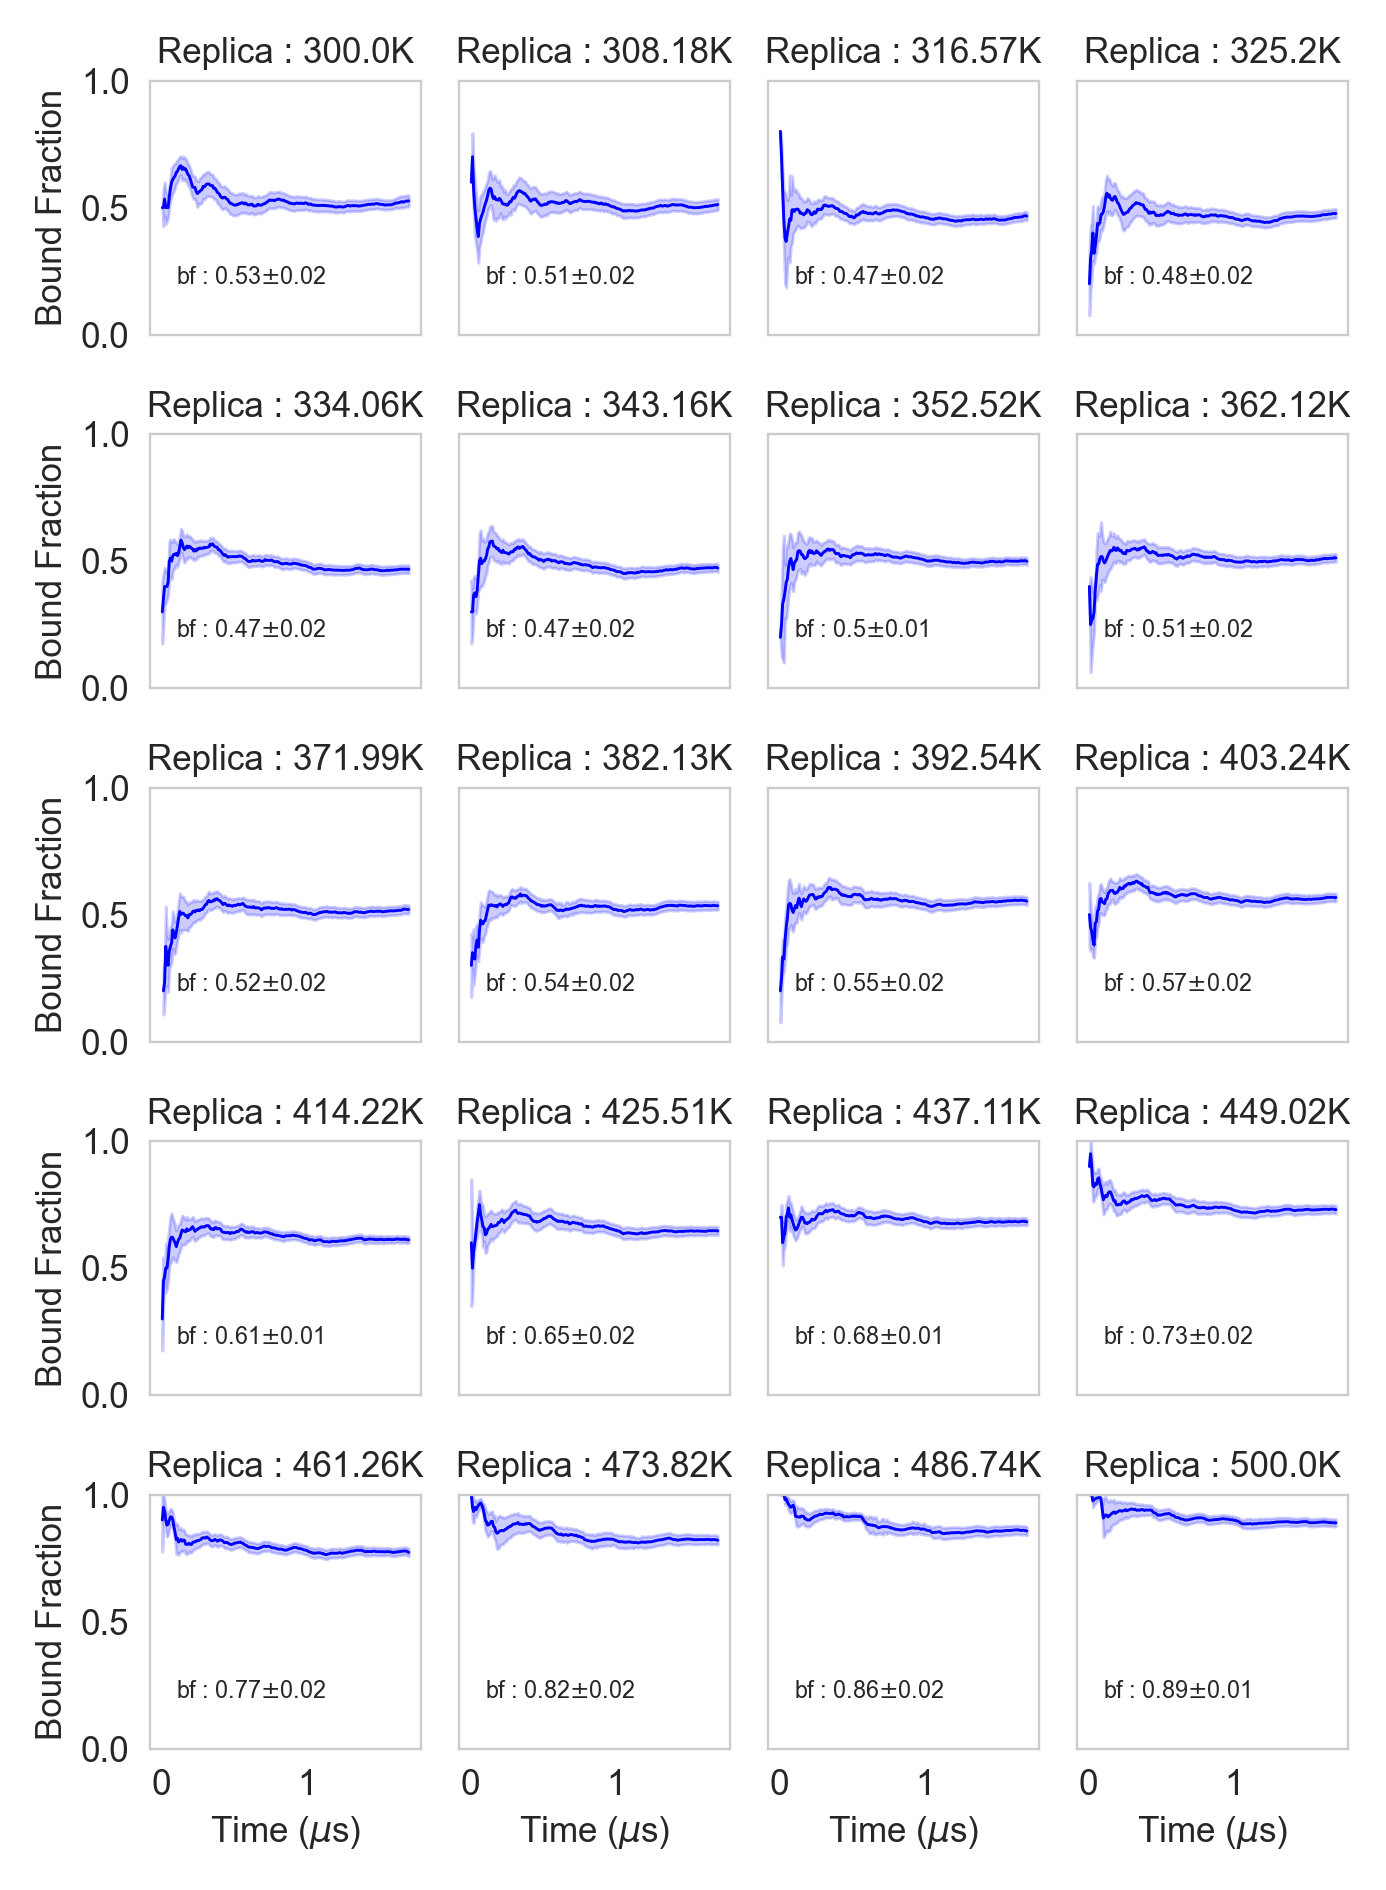 Replica : 300.0K
Replica : 308.18K
Replica : 316.57K
Replica : 325.2K
1.0
0.5
0.0
Bound Fraction
bf : 0.53±0.02
bf : 0.51±0.02
bf : 0.47±0.02
bf : 0.48±0.02
Replica : 334.06K
Replica : 343.16K
Replica : 352.52K
Replica : 362.12K
1.0
0.5
0.0
Bound Fraction
bf : 0.47±0.02
bf : 0.47±0.02
bf : 0.5±0.01
bf : 0.51±0.02
Replica : 371.99K
Replica : 382.13K
Replica : 392.54K
Replica : 403.24K
1.0
0.5
0.0
Bound Fraction
bf : 0.52±0.02
bf : 0.54±0.02
bf : 0.55±0.02
bf : 0.57±0.02
Replica : 414.22K
Replica : 425.51K
Replica : 437.11K
Replica : 449.02K
1.0
0.5
0.0
Bound Fraction
bf : 0.61±0.01
bf : 0.65±0.02
bf : 0.68±0.01
bf : 0.73±0.02
Replica : 461.26K
Replica : 473.82K
Replica : 486.74K
Replica : 500.0K
1.0
0.5
0.0
Bound Fraction
bf : 0.77±0.02
bf : 0.82±0.02
bf : 0.86±0.02
bf : 0.89±0.01
0 1
0 1
0 1
0 1
Time (μs)
Time (μs)
Time (μs)
Time (μs)